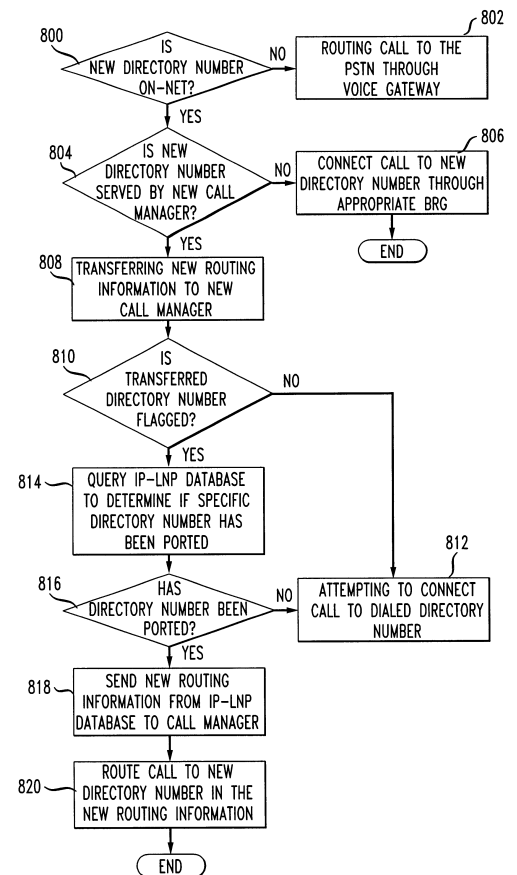 800
IS
NEW DIRECTORY NUMBER
ON-NET?
NO
802
ROUTING CALL TO THE
PSTN THROUGH
VOICE GATEWAY
YES
804
IS NEW
DIRECTORY NUMBER
SERVED BY NEW CALL
MANAGER?
NO
806
CONNECT CALL TO NEW
DIRECTORY NUMBER THROUGH
APPROPRIATE BRG
END
YES
808
TRANSFERRING NEW ROUTING
INFORMATION TO NEW
CALL MANAGER
810
IS
TRANSFERRED
DIRECTORY NUMBER
FLAGGED?
NO
YES
814
QUERY IP-LNP DATABASE
TO DETERMINE IF SPECIFIC
DIRECTORY NUMBER HAS
BEEN PORTED
816
HAS
DIRECTORY NUMBER BEEN
PORTED?
NO
812
ATTEMPTING TO CONNECT
CALL TO DIALED DIRECTORY
NUMBER
YES
818
SEND NEW ROUTING
INFORMATION FROM IP-LNP
DATABASE TO CALL MANAGER
820
ROUTE CALL TO NEW
DIRECTORY NUMBER IN THE
NEW ROUTING INFORMATION
END